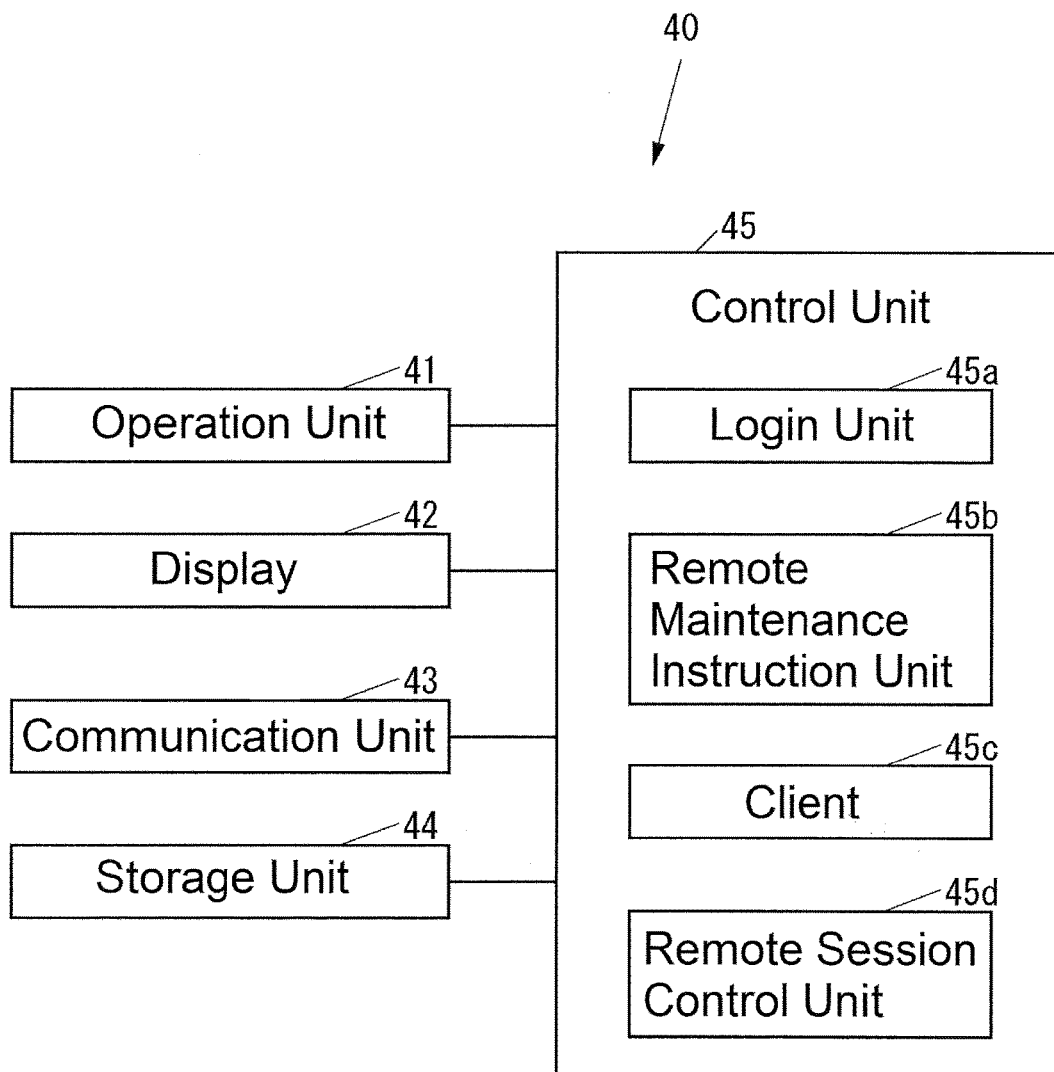 40
45
Control Unit
41
Operation Unit
42
Display
43
Communication Unit
44
Storage Unit
45a
Login Unit
45b
Remote
Maintenance
Instruction Unit
45c
Client
45d
Remote Session
Control Unit